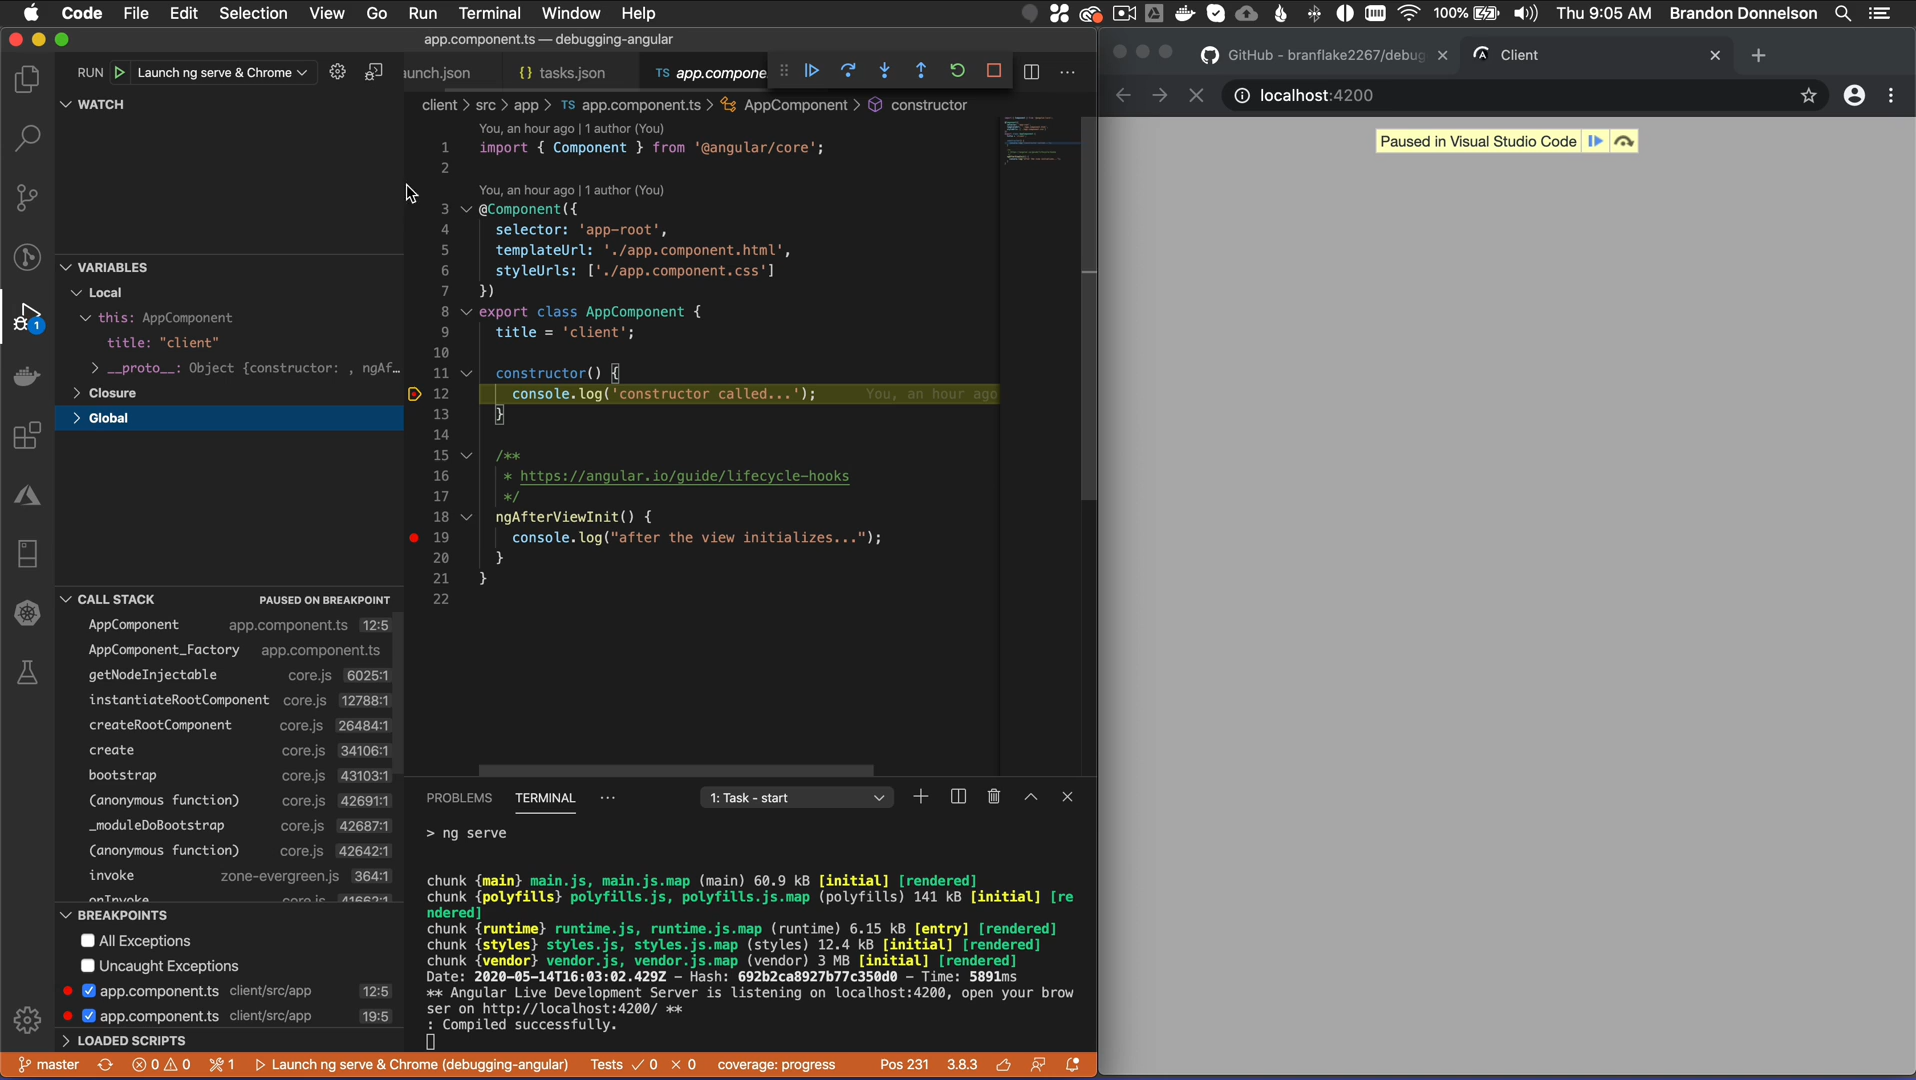 Code File Edit Selection View Go Run Terminal Window Help
100% Thu 9:05 AM Brandon Donnelson
app.component.ts — debugging-angular
RUN Launch ng serve & Chrome
unch.json {} tasks.json TS app.compone
client > src > app > TS app.component.ts > AppComponent > constructor
WATCH
VARIABLES
Local
this: AppComponent
title: "client"
__proto__: Object {constructor: , ngAf…
Closure
Global
CALL STACK PAUSED ON BREAKPOINT
AppComponent app.component.ts 12:5
AppComponent_Factory app.component.ts
getNodeInjectable core.js 6025:1
instantiateRootComponent core.js 12788:1
createRootComponent core.js 26484:1
create core.js 34106:1
bootstrap core.js 43103:1
(anonymous function) core.js 42691:1
_moduleDoBootstrap core.js 42687:1
(anonymous function) core.js 42642:1
invoke zone-evergreen.js 364:1
onInvoke core.js 41662:1
BREAKPOINTS
All Exceptions
Uncaught Exceptions
app.component.ts client/src/app 12:5
app.component.ts client/src/app 19:5
LOADED SCRIPTS
You, an hour ago | 1 author (You)
1 import { Component } from '@angular/core';
2
You, an hour ago | 1 author (You)
3 @Component({
4 selector: 'app-root',
5 templateUrl: './app.component.html',
6 styleUrls: ['./app.component.css']
7 })
8 export class AppComponent {
9 title = 'client';
10
11 constructor() {
12 console.log('constructor called...'); You, an hour ago
13 }
14
15 /**
16 * https://angular.io/guide/lifecycle-hooks
17 */
18 ngAfterViewInit() {
19 console.log("after the view initializes...");
20 }
21 }
22
PROBLEMS TERMINAL ··· 1: Task - start
> ng serve
chunk {main} main.js, main.js.map (main) 60.9 kB [initial] [rendered]
chunk {polyfills} polyfills.js, polyfills.js.map (polyfills) 141 kB [initial] [re
ndered]
chunk {runtime} runtime.js, runtime.js.map (runtime) 6.15 kB [entry] [rendered]
chunk {styles} styles.js, styles.js.map (styles) 12.4 kB [initial] [rendered]
chunk {vendor} vendor.js, vendor.js.map (vendor) 3 MB [initial] [rendered]
Date: 2020-05-14T16:03:02.429Z - Hash: 692b2ca8927b77c350d0 - Time: 5891ms
** Angular Live Development Server is listening on localhost:4200, open your brow
ser on http://localhost:4200/ **
: Compiled successfully.
master 0 0 1 Launch ng serve & Chrome (debugging-angular) Tests ✓ 0 × 0 coverage: progress Pos 231 3.8.3
1
GitHub - branflake2267/debug Client
localhost:4200
Paused in Visual Studio Code